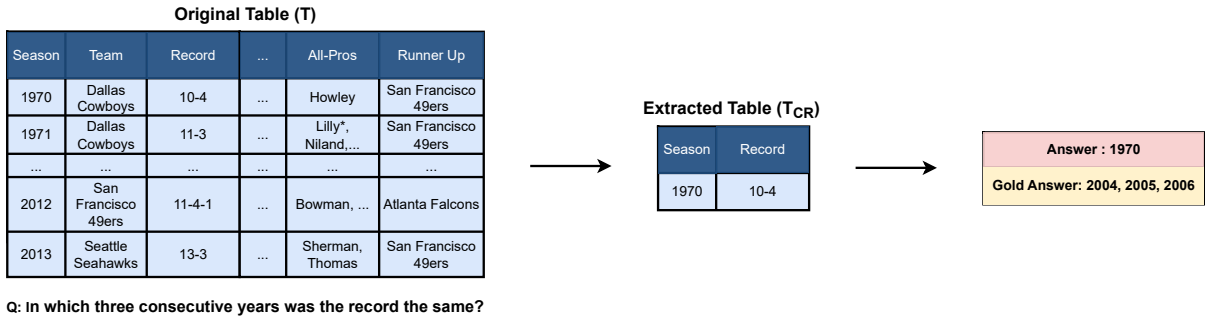 Original Table (T)
Season Team Record ... All-Pros Runner Up
1970 Dallas Cowboys 10-4 ... Howley San Francisco 49ers
1971 Dallas Cowboys 11-3 ... Lilly*, Niland,... San Francisco 49ers
... ... ... ... ... ...
2012 San Francisco 49ers 11-4-1 ... Bowman, ... Atlanta Falcons
2013 Seattle Seahawks 13-3 ... Sherman, Thomas San Francisco 49ers
Q: In which three consecutive years was the record the same?
Extracted Table (TCR)
Season Record
1970 10-4
Answer : 1970
Gold Answer: 2004, 2005, 2006